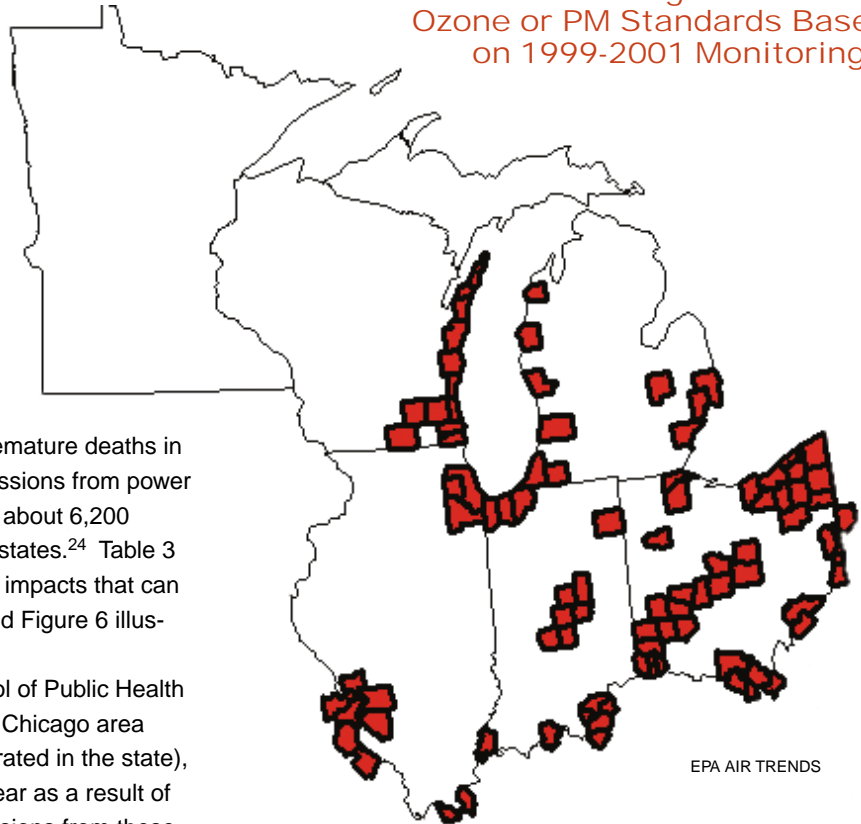 Ozone or PM Standards Base
on 1999-2001 Monitoring
emature deaths in
ssions from power
about 6,200
states.24 Table 3
impacts that can
d Figure 6 illus-
ol of Public Health
Chicago area
rated in the state),
ear as a result of
EPA AIR TRENDS